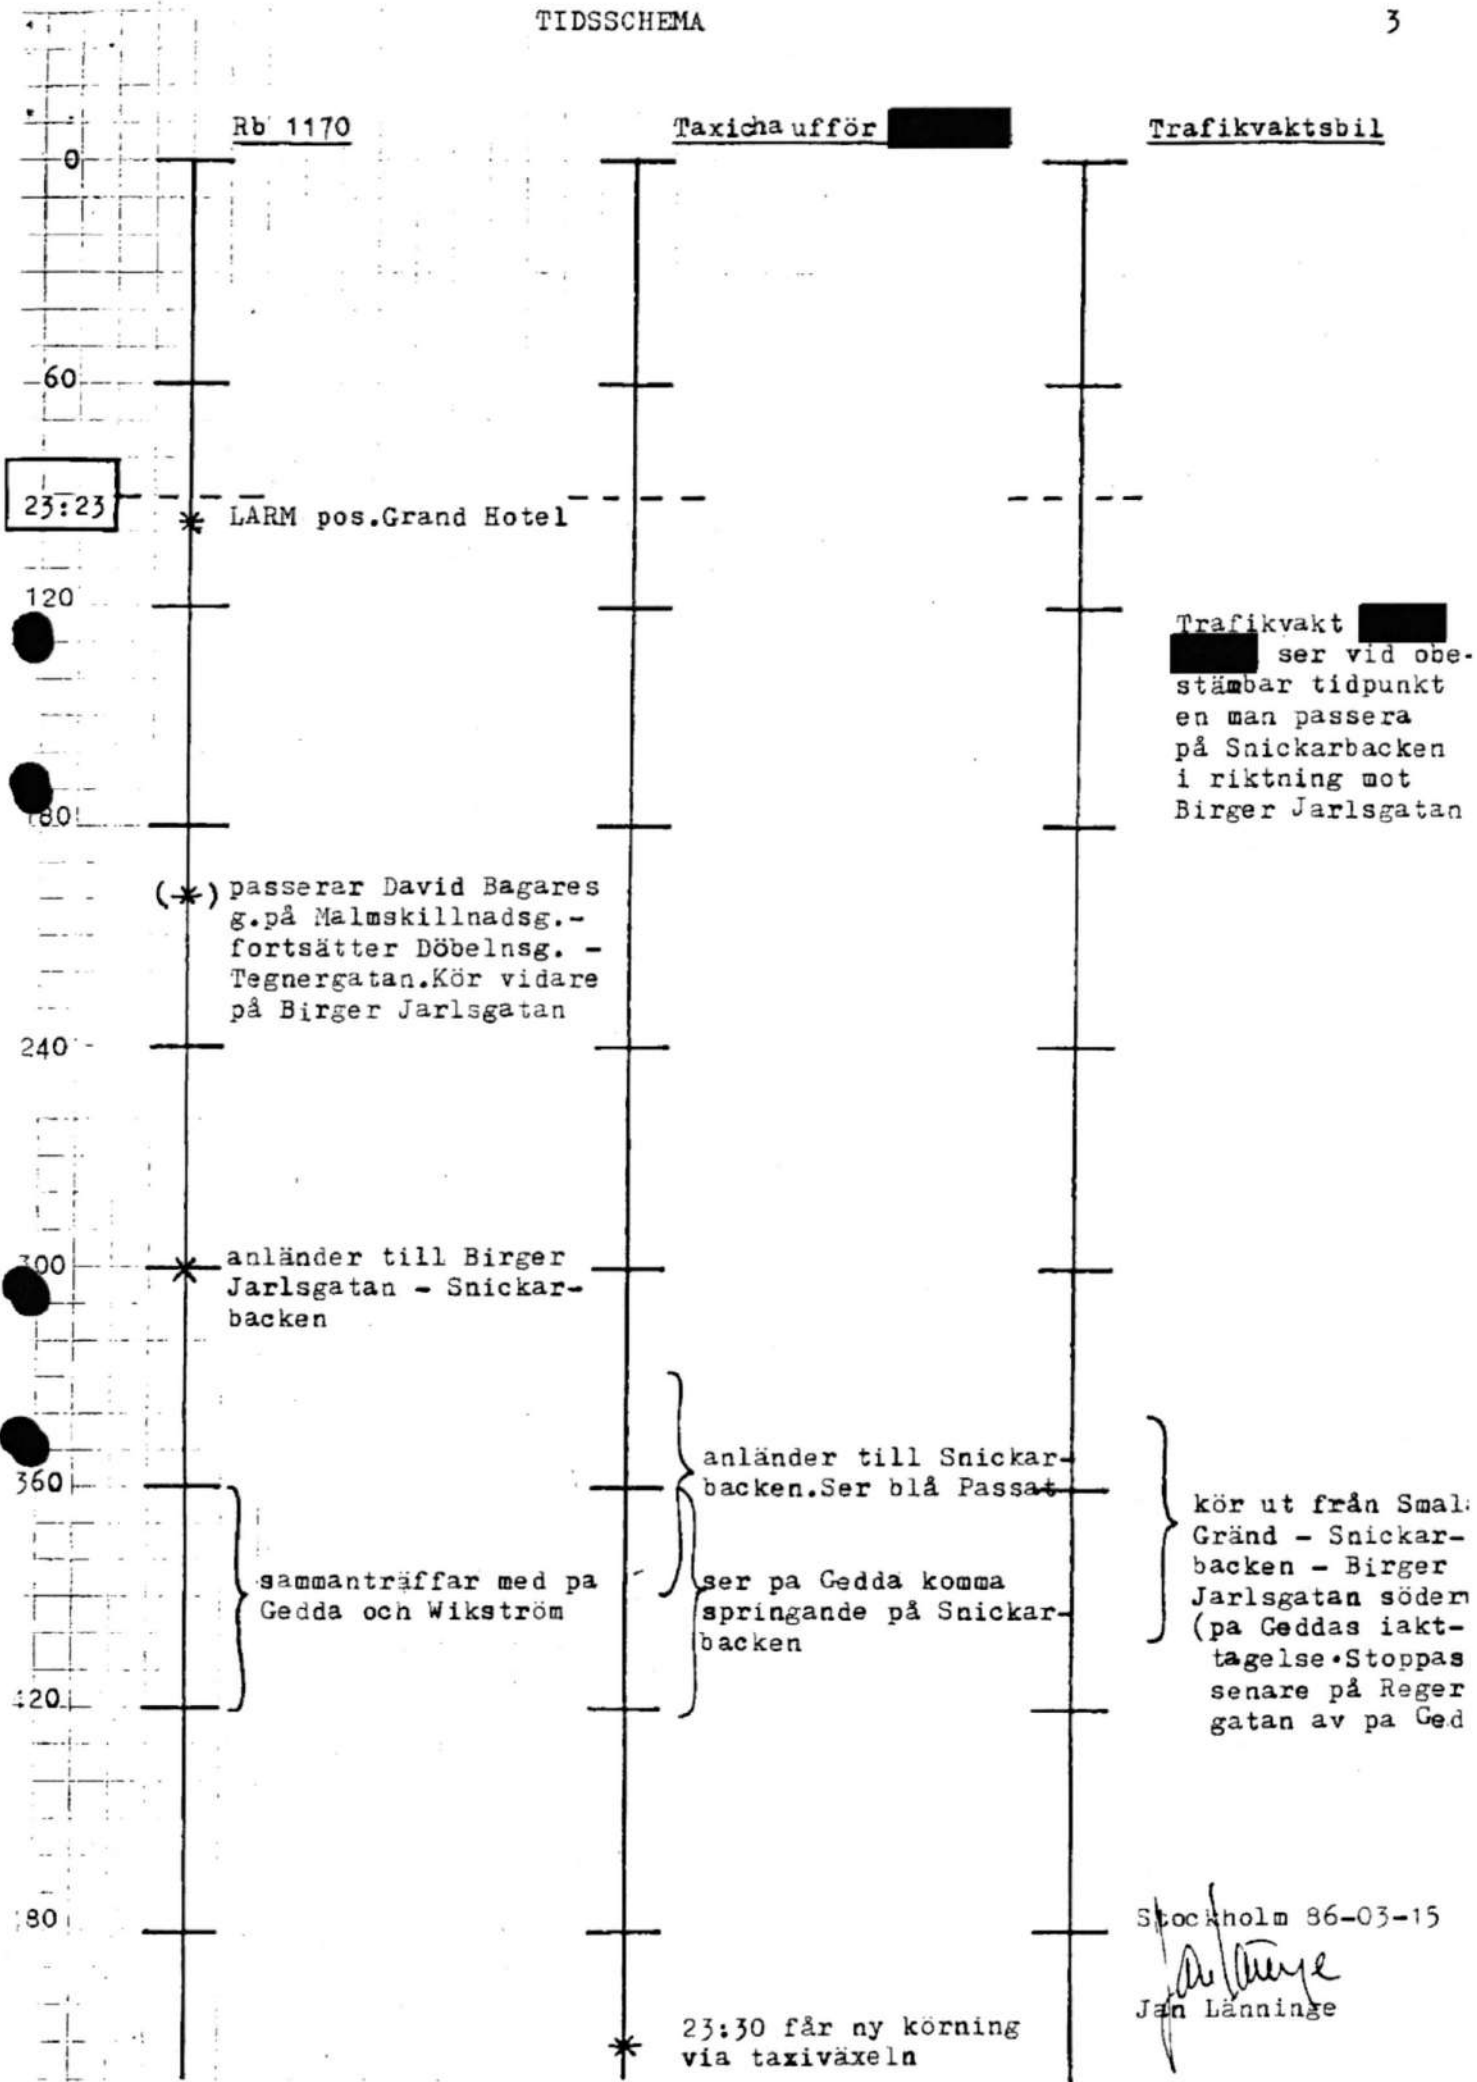 TIDSSCHEMA
3
Rb 1170
Taxichaufför
Trafikvaktsbil
0
60
23:23
LARM pos.Grand Hotel
120
Trafikvakt
ser vid obe-
stämbar tidpunkt
en man passera
på Snickarbacken
i riktning mot
Birger Jarlsgatan
80
passerar David Bagares
g.på Malmskillnadsg.-
fortsätter Döbelnsg. -
Tegnergatan.Kör vidare
på Birger Jarlsgatan
240
300
anländer till Birger
Jarlsgatan - Snickar-
backen
anländer till Snickar-
backen.Ser blå Passat
360
kör ut från Smal
Gränd - Snickar-
backen - Birger
Jarlsgatan söder
(pa Geddas iakt-
tagelse.Stoppas
senare på Reger
gatan av pa Ged
sammanträffar med pa
Gedda och Wikström
ser pa Gedda komma
springande på Snickar-
backen
420
80
Stockholm 86-03-15
Jan Länninge
23:30 får ny körning
via taxiväxeln